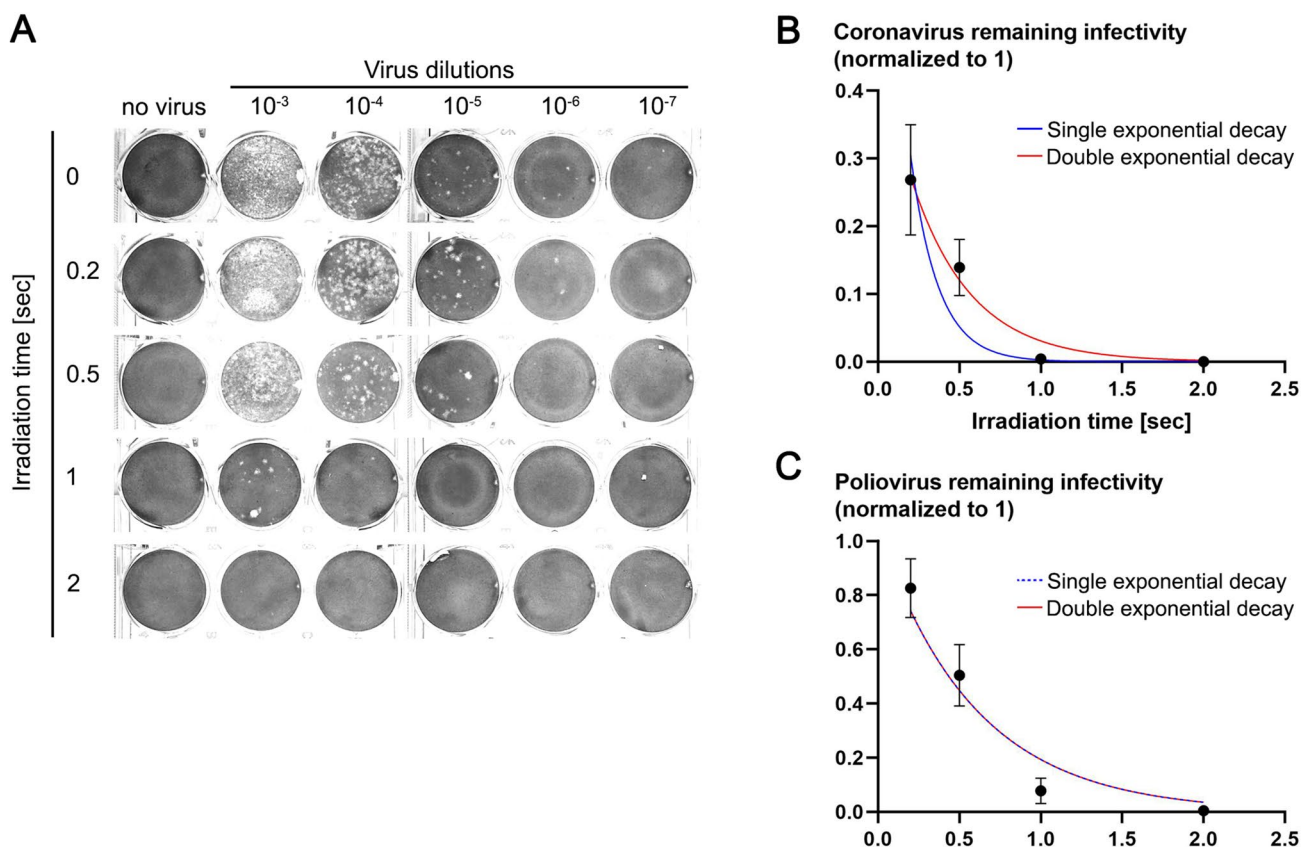 A
Virus dilutions
no virus 10-3 10-4 10-5 10-6 10-7
Irradiation time [sec]
0
0.2
0.5
1
2
B
Coronavirus remaining infectivity
(normalized to 1)
0.4
0.3
0.2
0.1
0.0
Single exponential decay
Double exponential decay
0.0 0.5 1.0 1.5 2.0 2.5
Irradiation time [sec]
C
Poliovirus remaining infectivity
(normalized to 1)
1.0
0.8
0.6
0.4
0.2
0.0
Single exponential decay
Double exponential decay
0.0 0.5 1.0 1.5 2.0 2.5